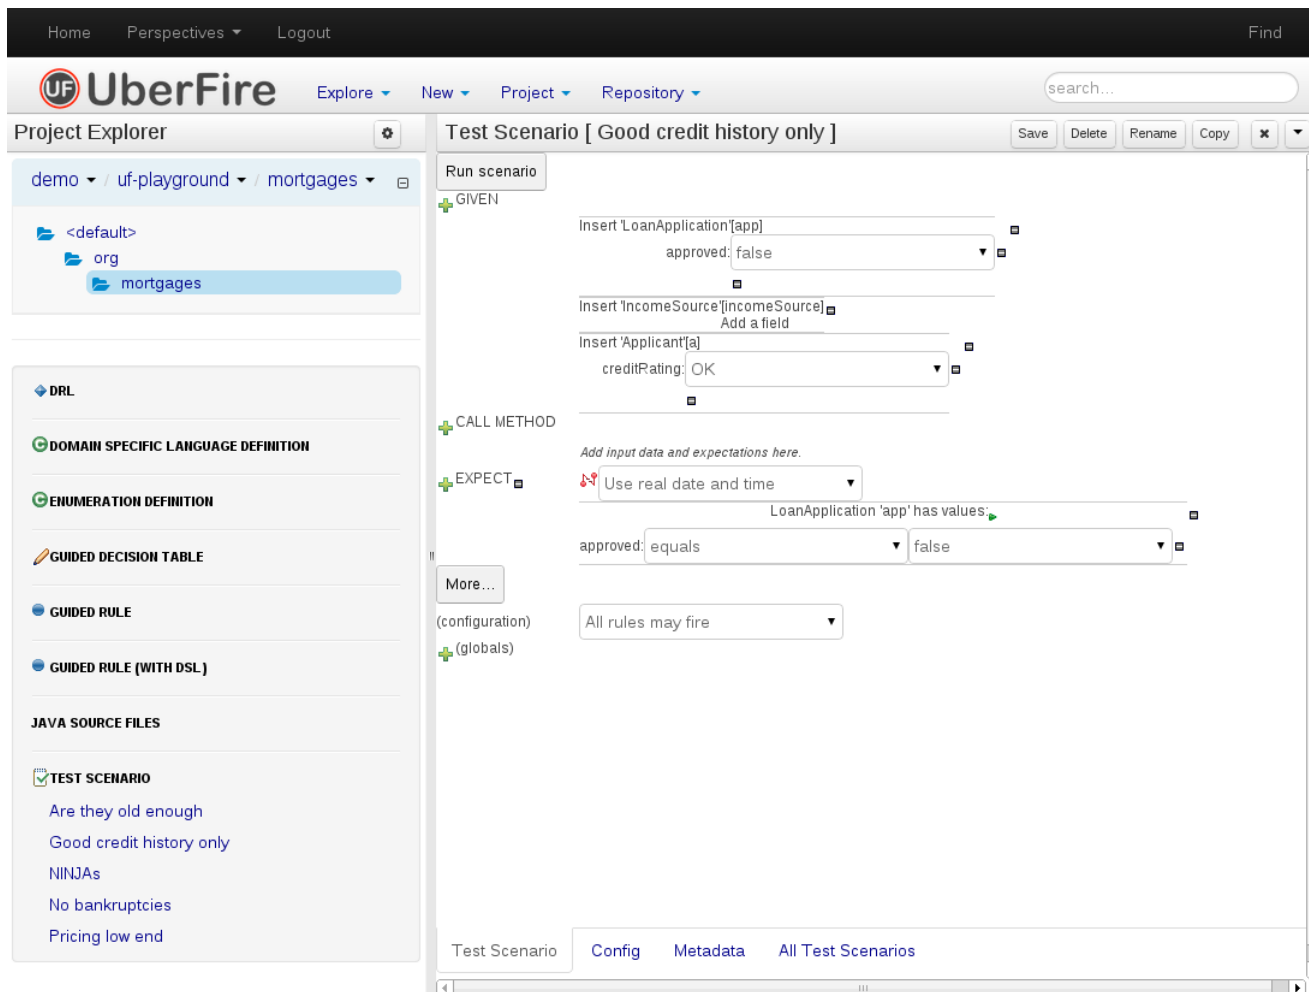 Home Perspectives Logout Find
UF UberFire Explore New Project Repository search...
Project Explorer
demo / uf-playground / mortgages
<default>
org
mortgages
DRL
DOMAIN SPECIFIC LANGUAGE DEFINITION
ENUMERATION DEFINITION
GUIDED DECISION TABLE
GUIDED RULE
GUIDED RULE (WITH DSL)
JAVA SOURCE FILES
TEST SCENARIO
Are they old enough
Good credit history only
NINJAs
No bankruptcies
Pricing low end
Test Scenario [ Good credit history only ] Save Delete Rename Copy
Run scenario
GIVEN
Insert 'LoanApplication'[app]
approved: false
Insert 'IncomeSource'[incomeSource]
Add a field
Insert 'Applicant'[a]
creditRating: OK
CALL METHOD
Add input data and expectations here.
EXPECT Use real date and time
LoanApplication 'app' has values:
approved: equals false
More...
(configuration) All rules may fire
(globals)
Test Scenario Config Metadata All Test Scenarios